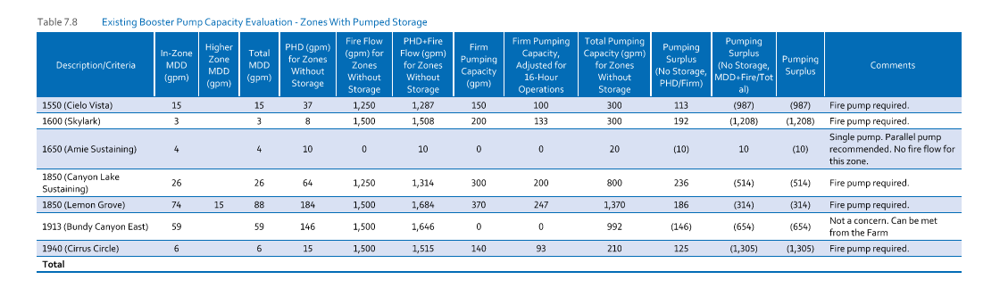 Table 7.8 Existing Booster Pump Capacity Evaluation - Zones With Pumped Storage
Description/Criteria
In-Zone
MDD
(gpm)
Higher
Zone
MDD
(gpm)
Total
MDD
(gpm)
PHD (gpm)
for Zones
Without
Storage
Fire Flow
(gpm) for
Zones
Without
Storage
PHD+Fire
Flow (gpm)
for Zones
Without
Storage
Firm
Pumping
Capacity
(gpm)
Firm Pumping
Capacity,
Adjusted for
16-Hour
Operations
Total Pumping
Capacity (gpm)
for Zones
Without
Storage
Pumping
Surplus
(No Storage,
PHD/Firm)
Pumping
Surplus
(No Storage,
MDD+Fire/Tot
al)
Pumping
Surplus
Comments
1550 (Cielo Vista) 15 15 37 1,250 1,287 150 100 300 113 (987) (987) Fire pump required.
1600 (Skylark) 3 3 8 1,500 1,508 200 133 300 192 (1,208) (1,208) Fire pump required.
1650 (Amie Sustaining) 4 4 10 0 10 0 0 20 (10) 10 (10) Single pump. Parallel pump
recommended. No fire flow for
this zone.
1850 (Canyon Lake
Sustaining) 26 26 64 1,250 1,314 300 200 800 236 (514) (514) Fire pump required.
1850 (Lemon Grove) 74 15 88 184 1,500 1,684 370 247 1,370 186 (314) (314) Fire pump required.
1913 (Bundy Canyon East) 59 59 146 1,500 1,646 0 0 992 (146) (654) (654) Not a concern. Can be met
from the Farm
1940 (Cirrus Circle) 6 6 15 1,500 1,515 140 93 210 125 (1,305) (1,305) Fire pump required.
Total